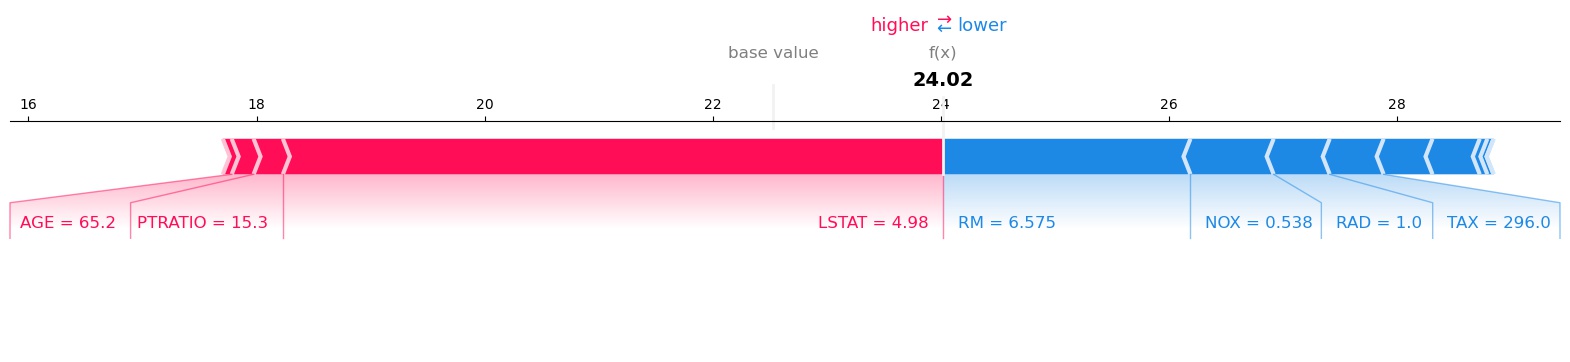 higher ⇄ lower
base value f(x)
24.02
16 18 20 22 24 26 28
AGE = 65.2 PTRATIO = 15.3 LSTAT = 4.98 RM = 6.575 NOX = 0.538 RAD = 1.0 TAX = 296.0